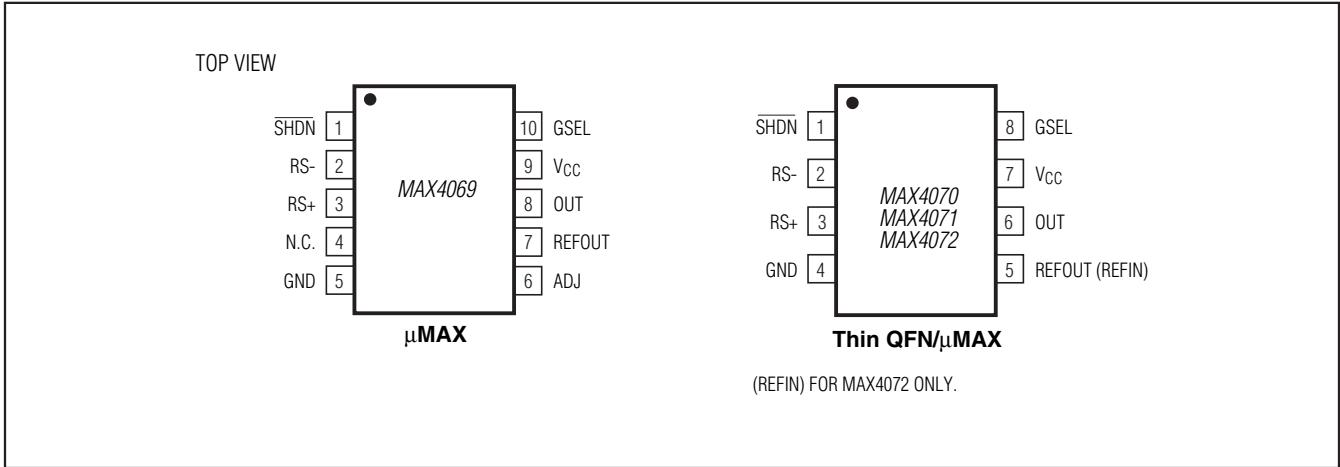 TOP VIEW
SHDN 1
RS- 2
RS+ 3
N.C. 4
GND 5
MAX4069
10 GSEL
9 VCC
8 OUT
7 REFOUT
6 ADJ
μMAX
SHDN 1
RS- 2
RS+ 3
GND 4
MAX4070
MAX4071
MAX4072
8 GSEL
7 VCC
6 OUT
5 REFOUT (REFIN)
Thin QFN/μMAX
(REFIN) FOR MAX4072 ONLY.